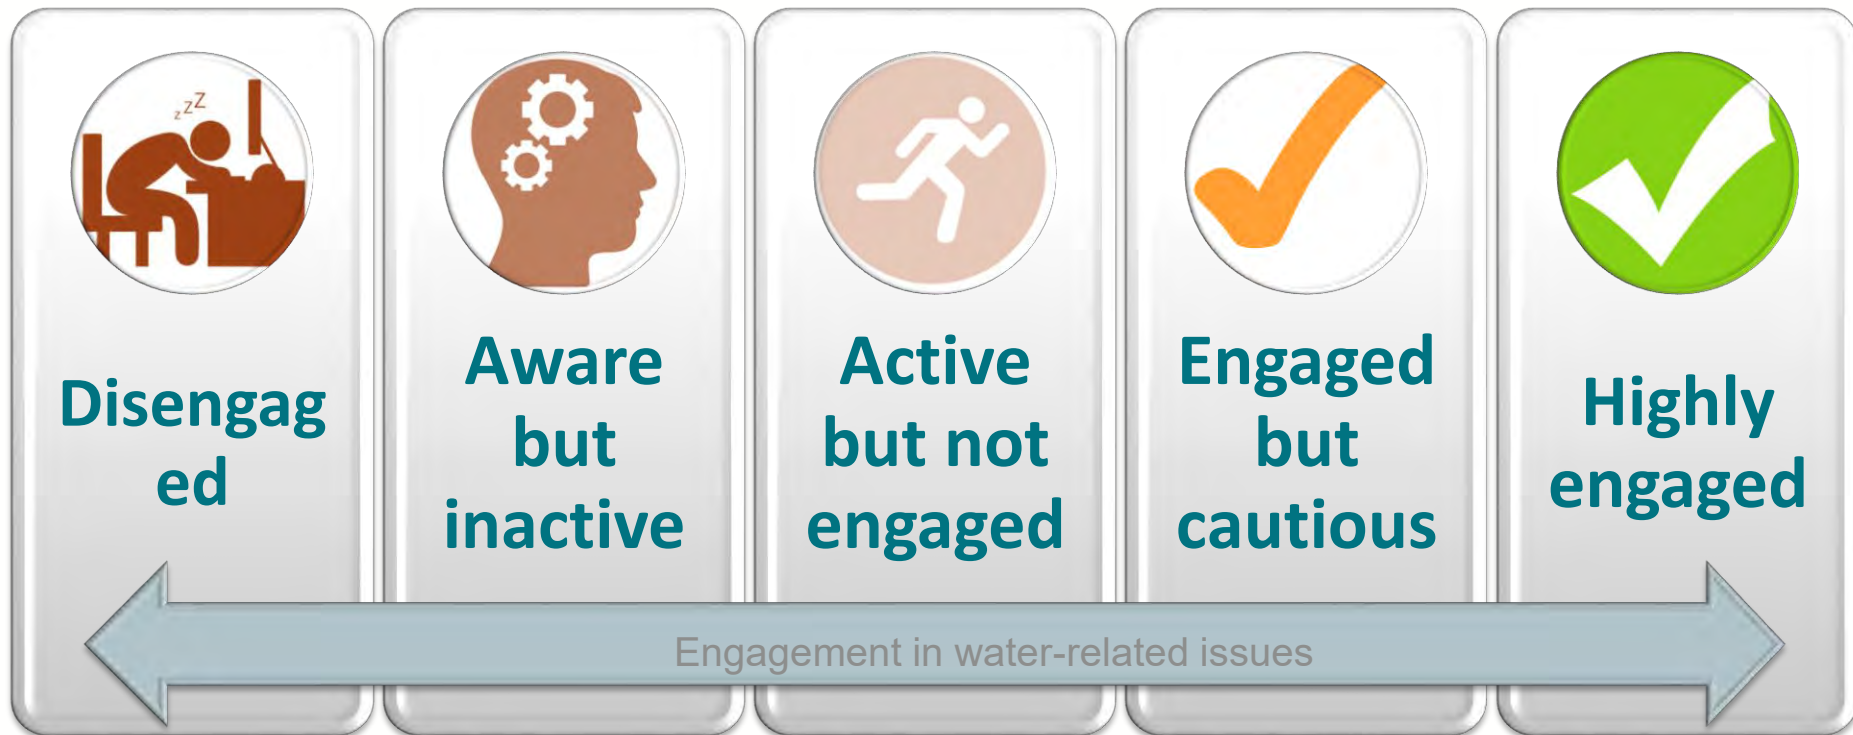 zzZ
Disengag
ed
Aware
but
inactive
Active
but not
engaged
Engaged
but
cautious
Highly
engaged
Engagement in water-related issues